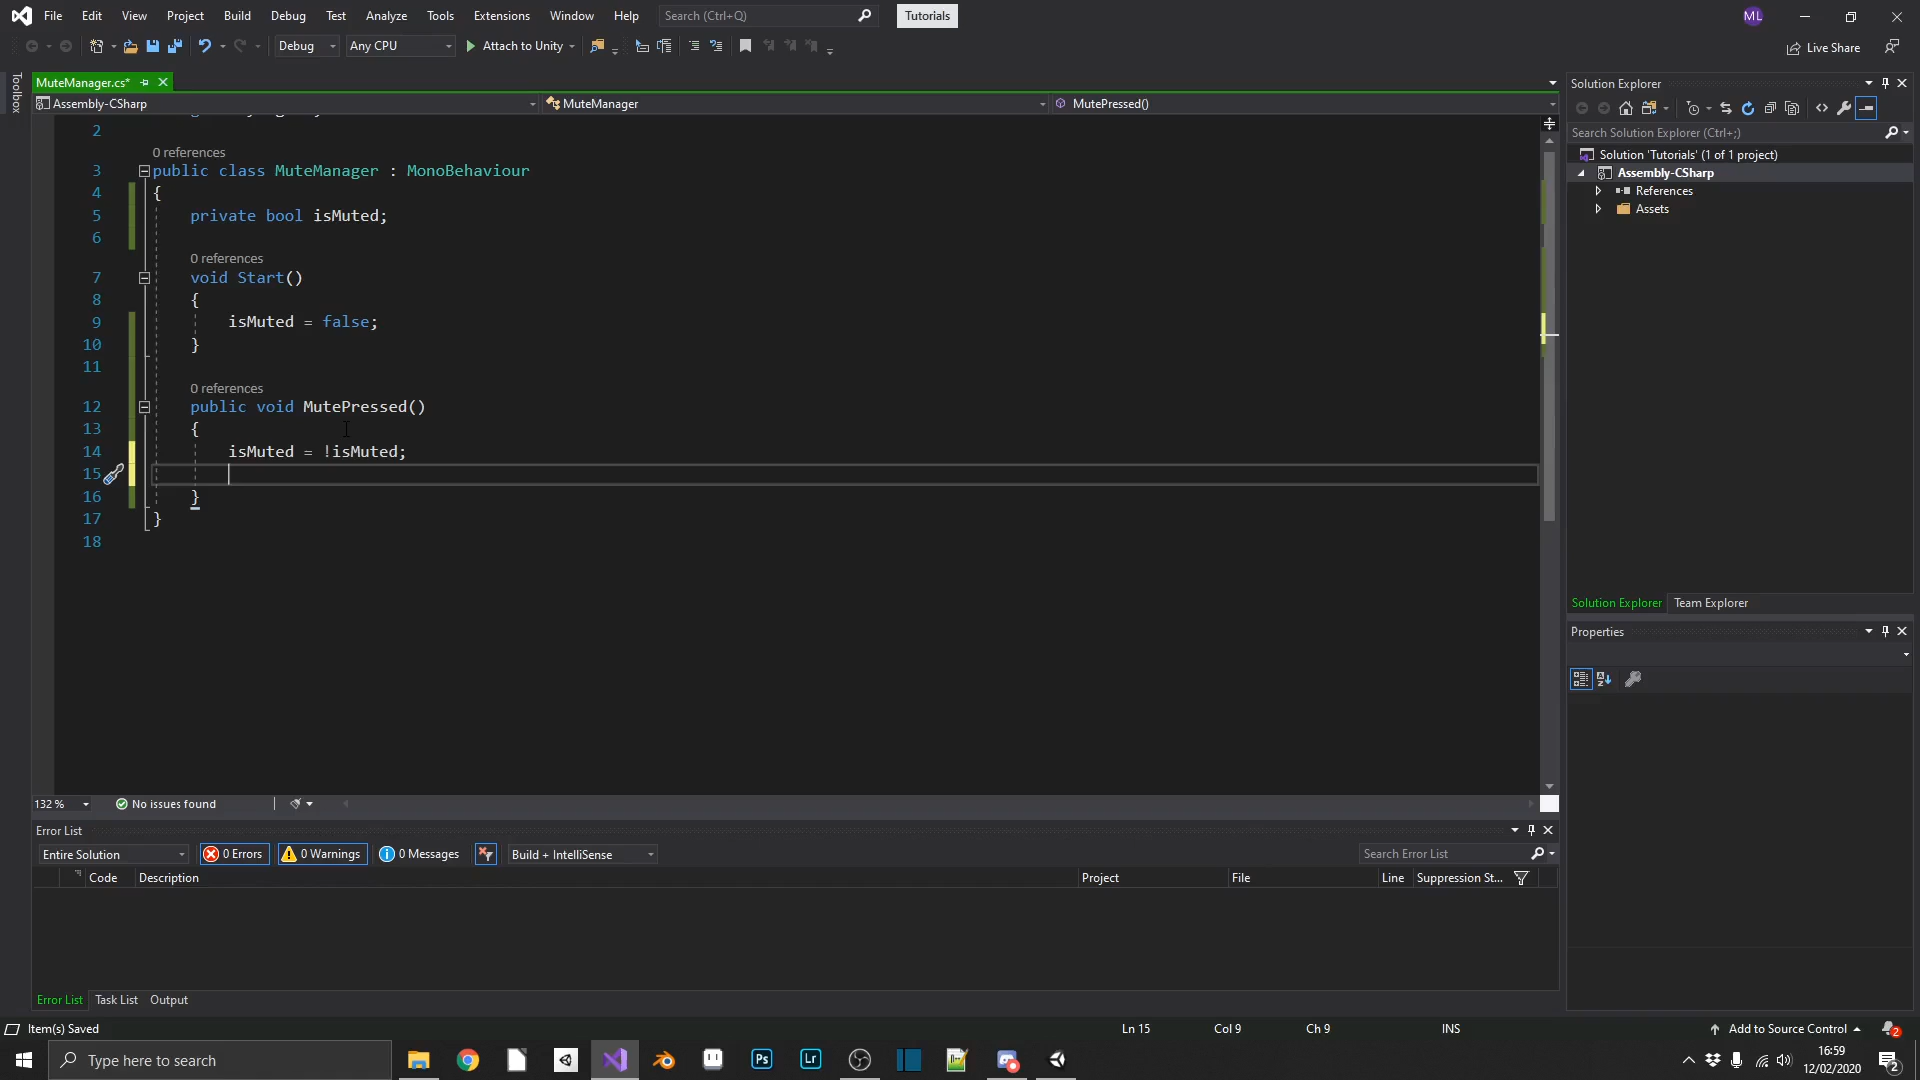 File Edit View Project Build Debug Test Analyze Tools Extensions Window Help Search (Ctrl+Q) Tutorials ML
Debug Any CPU Attach to Unity Live Share
Toolbox
MuteManager.cs*
Assembly-CSharp MuteManager MutePressed()
2
0 references
3 public class MuteManager : MonoBehaviour
4 {
5 private bool isMuted;
6
0 references
7 void Start()
8 {
9 isMuted = false;
10 }
11
0 references
12 public void MutePressed()
13 {
14 isMuted = !isMuted;
15
16 }
17 }
18
132 % No issues found
Error List
Entire Solution 0 Errors 0 Warnings 0 Messages Build + IntelliSense Search Error List
Code Description Project File Line Suppression St...
Error List Task List Output
Solution Explorer
Search Solution Explorer (Ctrl+;)
Solution 'Tutorials' (1 of 1 project)
Assembly-CSharp
References
Assets
Solution Explorer Team Explorer
Properties
Item(s) Saved Ln 15 Col 9 Ch 9 INS Add to Source Control 2
Type here to search Ps Lr
16:59
12/02/2020
2